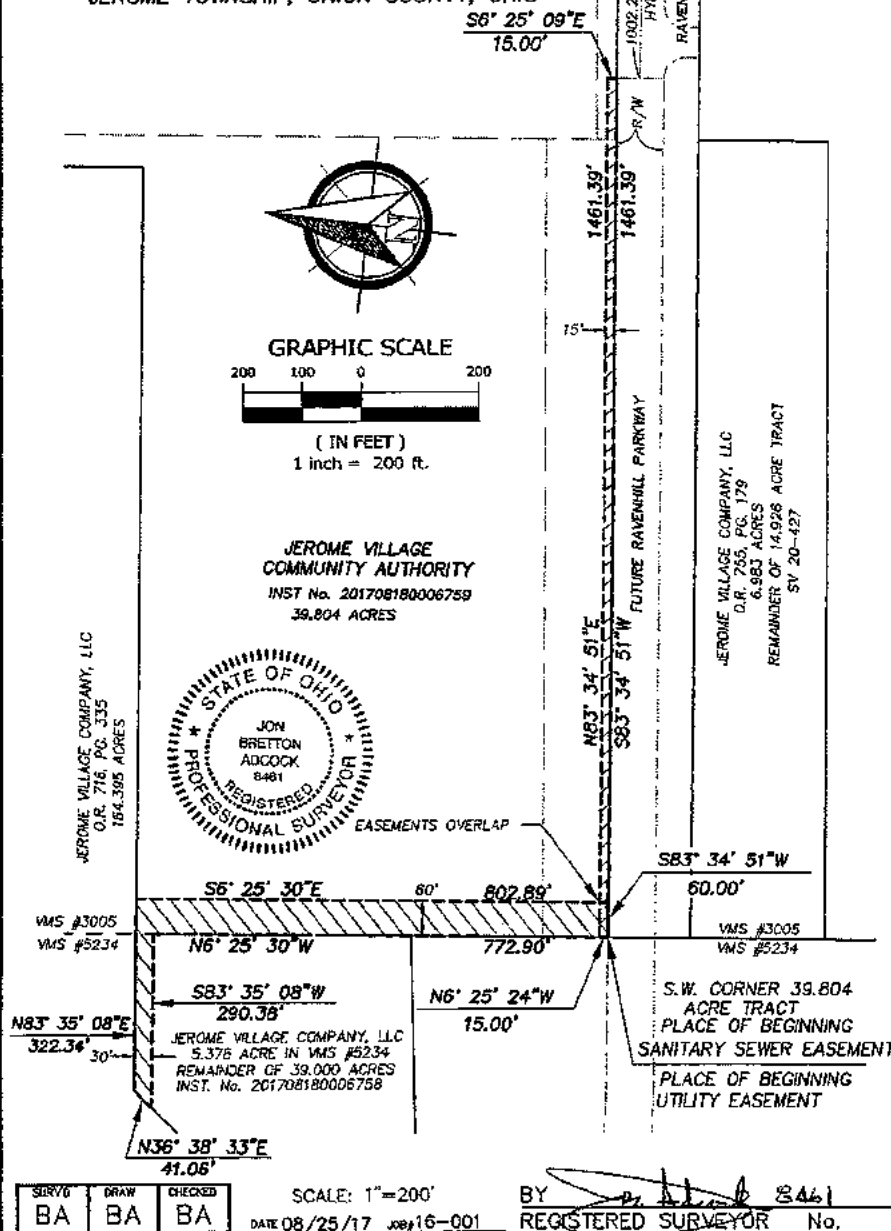 JEROME TOWNSHIP, UNION COUNTY, OHIO
S6° 25' 09"E
15.00'
R/W
1461.39'
1461.39'
GRAPHIC SCALE
200 100 0 200
( IN FEET )
1 inch = 200 ft.
15'
FUTURE RAVENHILL PARKWAY
JEROME VILLAGE COMPANY, LLC
O.R. 755, PG. 179
6.983 ACRES
REMAINDER OF 14.926 ACRE TRACT
SV 20-427
JEROME VILLAGE
COMMUNITY AUTHORITY
INST No. 201708180006759
39.804 ACRES
N83° 34' 51"E
S83° 34' 51"W
JEROME VILLAGE COMPANY, LLC
O.R. 716, PG. 335
164.395 ACRES
STATE OF OHIO
JON
BRETTON
ADCOCK
8461
REGISTERED
PROFESSIONAL SURVEYOR
EASEMENTS OVERLAP
S83° 34' 51"W
60.00'
S6° 25' 30"E 60' 802.89'
VMS #3005
VMS #5234
N6° 25' 30"W 772.90'
VMS #3005
VMS #5234
S83° 35' 08"W
290.38'
N6° 25' 24"W
15.00'
S.W. CORNER 39.804
ACRE TRACT
PLACE OF BEGINNING
SANITARY SEWER EASEMENT
PLACE OF BEGINNING
UTILITY EASEMENT
N83° 35' 08"E
322.34'
30'
JEROME VILLAGE COMPANY, LLC
5.376 ACRE IN VMS #5234
REMAINDER OF 39.000 ACRES
INST. No. 201708180006758
N36° 38' 33"E
41.06'
SURV'G DRAW CHECKED
BA BA BA
SCALE: 1"=200'
DATE 08/25/17 JOB# 16-001
BY 8461
REGISTERED SURVEYOR No.